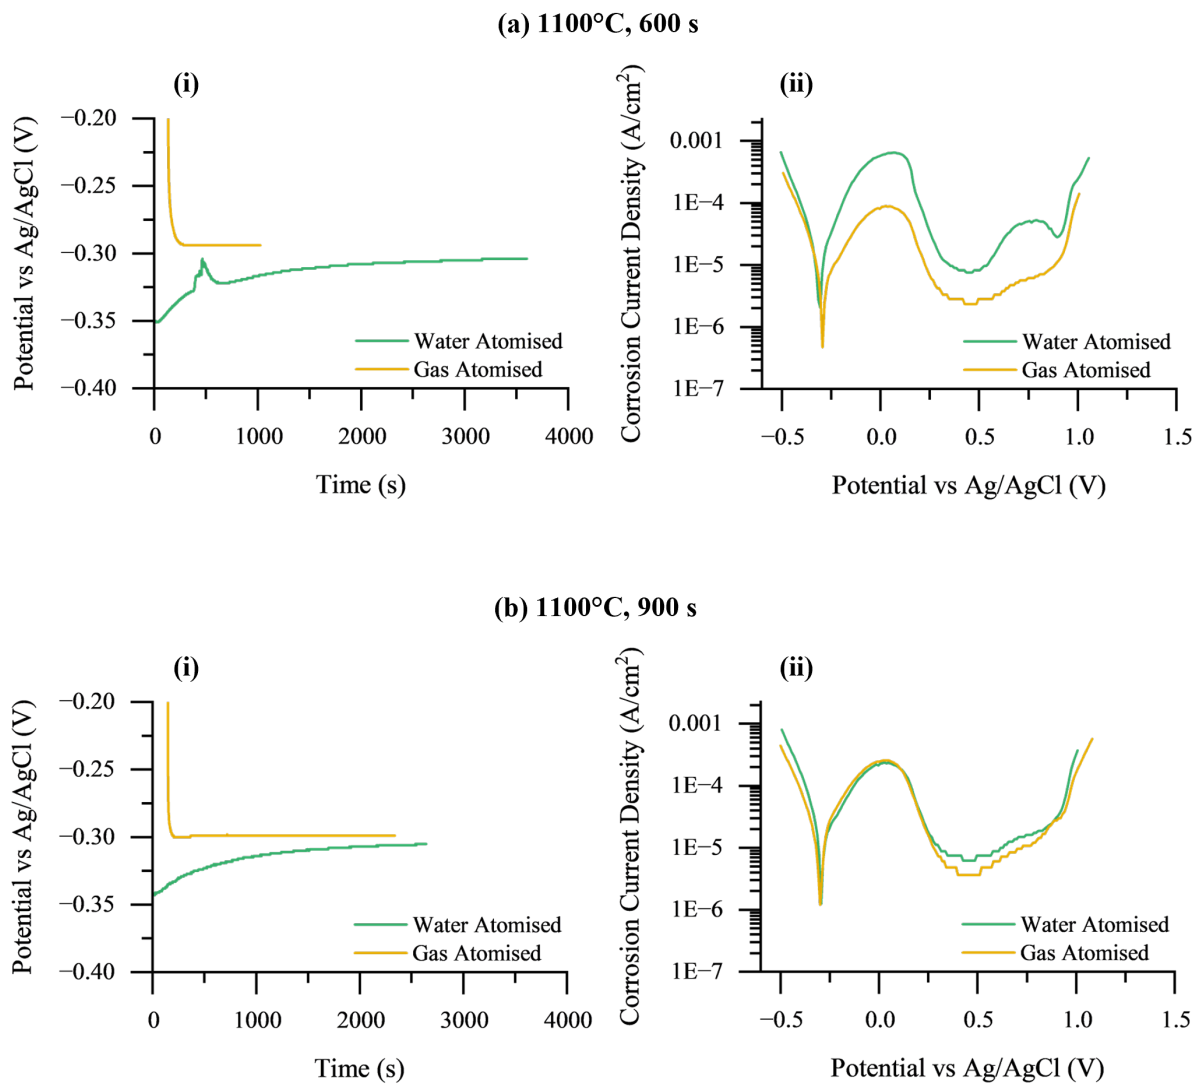 (a) 1100°C, 600 s
(i)
Potential vs Ag/AgCl (V)
−0.20
−0.25
−0.30
−0.35
−0.40
Water Atomised
Gas Atomised
0 1000 2000 3000 4000
Time (s)
(ii)
Corrosion Current Density (A/cm²)
0.001
1E−4
1E−5
1E−6
1E−7
Water Atomised
Gas Atomised
−0.5 0.0 0.5 1.0 1.5
Potential vs Ag/AgCl (V)
(b) 1100°C, 900 s
(i)
Potential vs Ag/AgCl (V)
−0.20
−0.25
−0.30
−0.35
−0.40
Water Atomised
Gas Atomised
0 1000 2000 3000 4000
Time (s)
(ii)
Corrosion Current Density (A/cm²)
0.001
1E−4
1E−5
1E−6
1E−7
Water Atomised
Gas Atomised
−0.5 0.0 0.5 1.0 1.5
Potential vs Ag/AgCl (V)